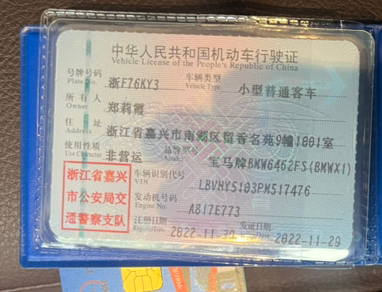 中华人民共和国机动车行驶证
Vehicle License of the People's Republic of China
号牌号码 浙F76KY3 车辆类型 小型普通客车
Plate No. Vehicle Type
所有人 郑莉霞
Owner
住址 浙江省嘉兴市南湖区留香名苑9幢1001室
Address
使用性质 非营运 品牌型号 宝马牌BMW6462FS(BMWX1)
Use Character Model
浙江省嘉兴
市公安局交
通警察支队
车辆识别代号 LBVHY5103PM517476
VIN
发动机号码 A817E773
Engine No.
注册日期 发证日期 2022-11-29
Register Date